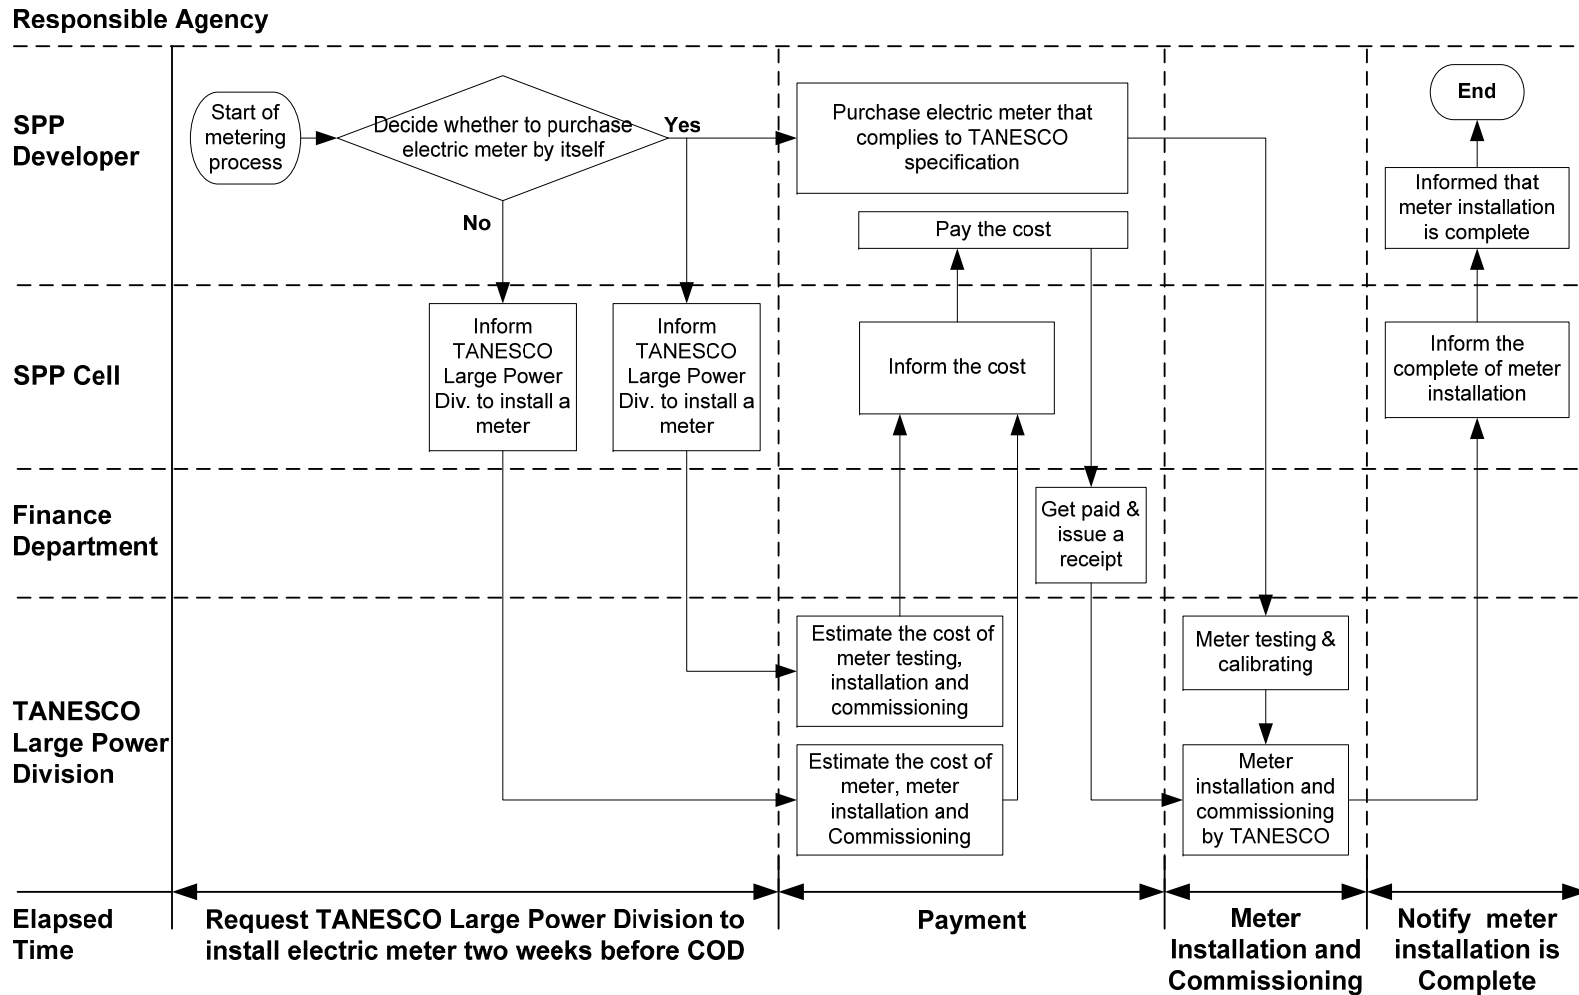 Responsible Agency
SPP
Developer
Start of
metering
process
Decide whether to purchase
electric meter by itself
Yes
No
Purchase electric meter that
complies to TANESCO
specification
Pay the cost
End
Informed that
meter installation
is complete
SPP Cell
Inform
TANESCO
Large Power
Div. to install a
meter
Inform
TANESCO
Large Power
Div. to install a
meter
Inform the cost
Inform the
complete of meter
installation
Finance
Department
Get paid &
issue a
receipt
TANESCO
Large Power
Division
Estimate the cost of
meter testing,
installation and
commissioning
Estimate the cost of
meter, meter
installation and
Commissioning
Meter testing &
calibrating
Meter
installation and
commissioning
by TANESCO
Elapsed
Time
Request TANESCO Large Power Division to
install electric meter two weeks before COD
Payment
Meter
Installation and
Commissioning
Notify meter
installation is
Complete